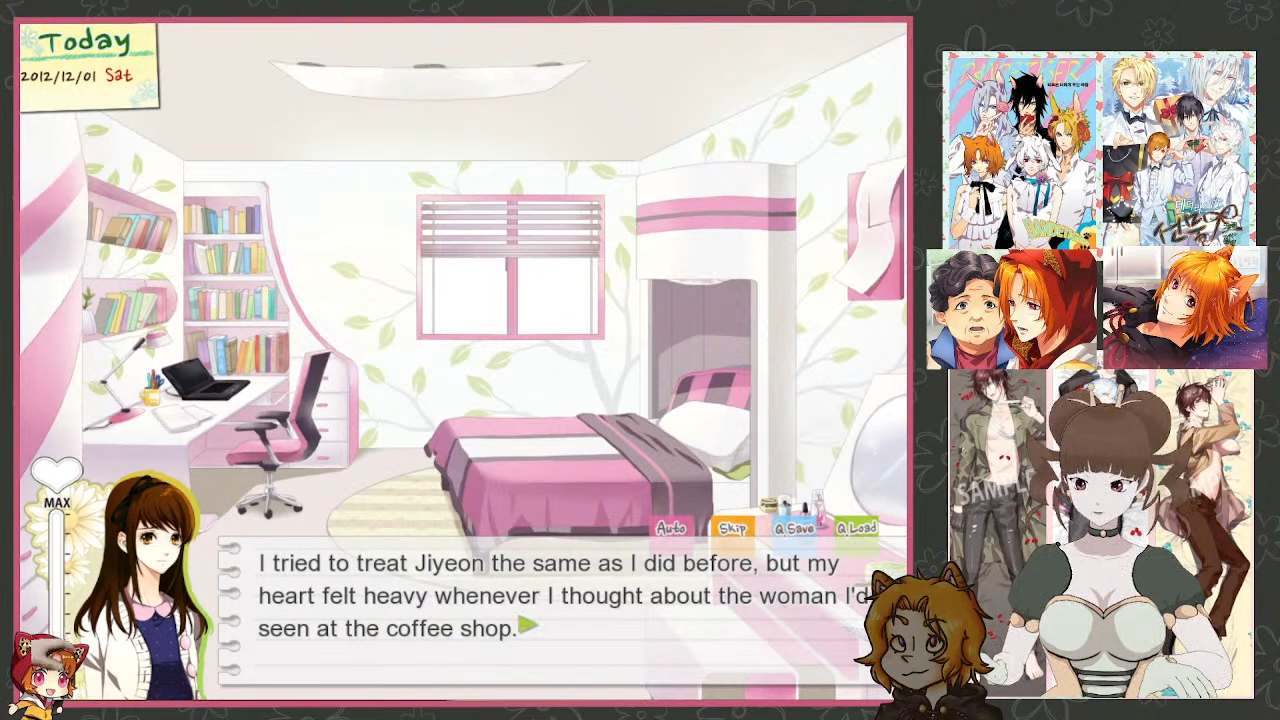 Today
2012/12/01 Sat
MAX
Auto
Skip
Q.Save
Q.Load
I tried to treat Jiyeon the same as I did before, but my
heart felt heavy whenever I thought about the woman I'd
seen at the coffee shop.
SAMPLE